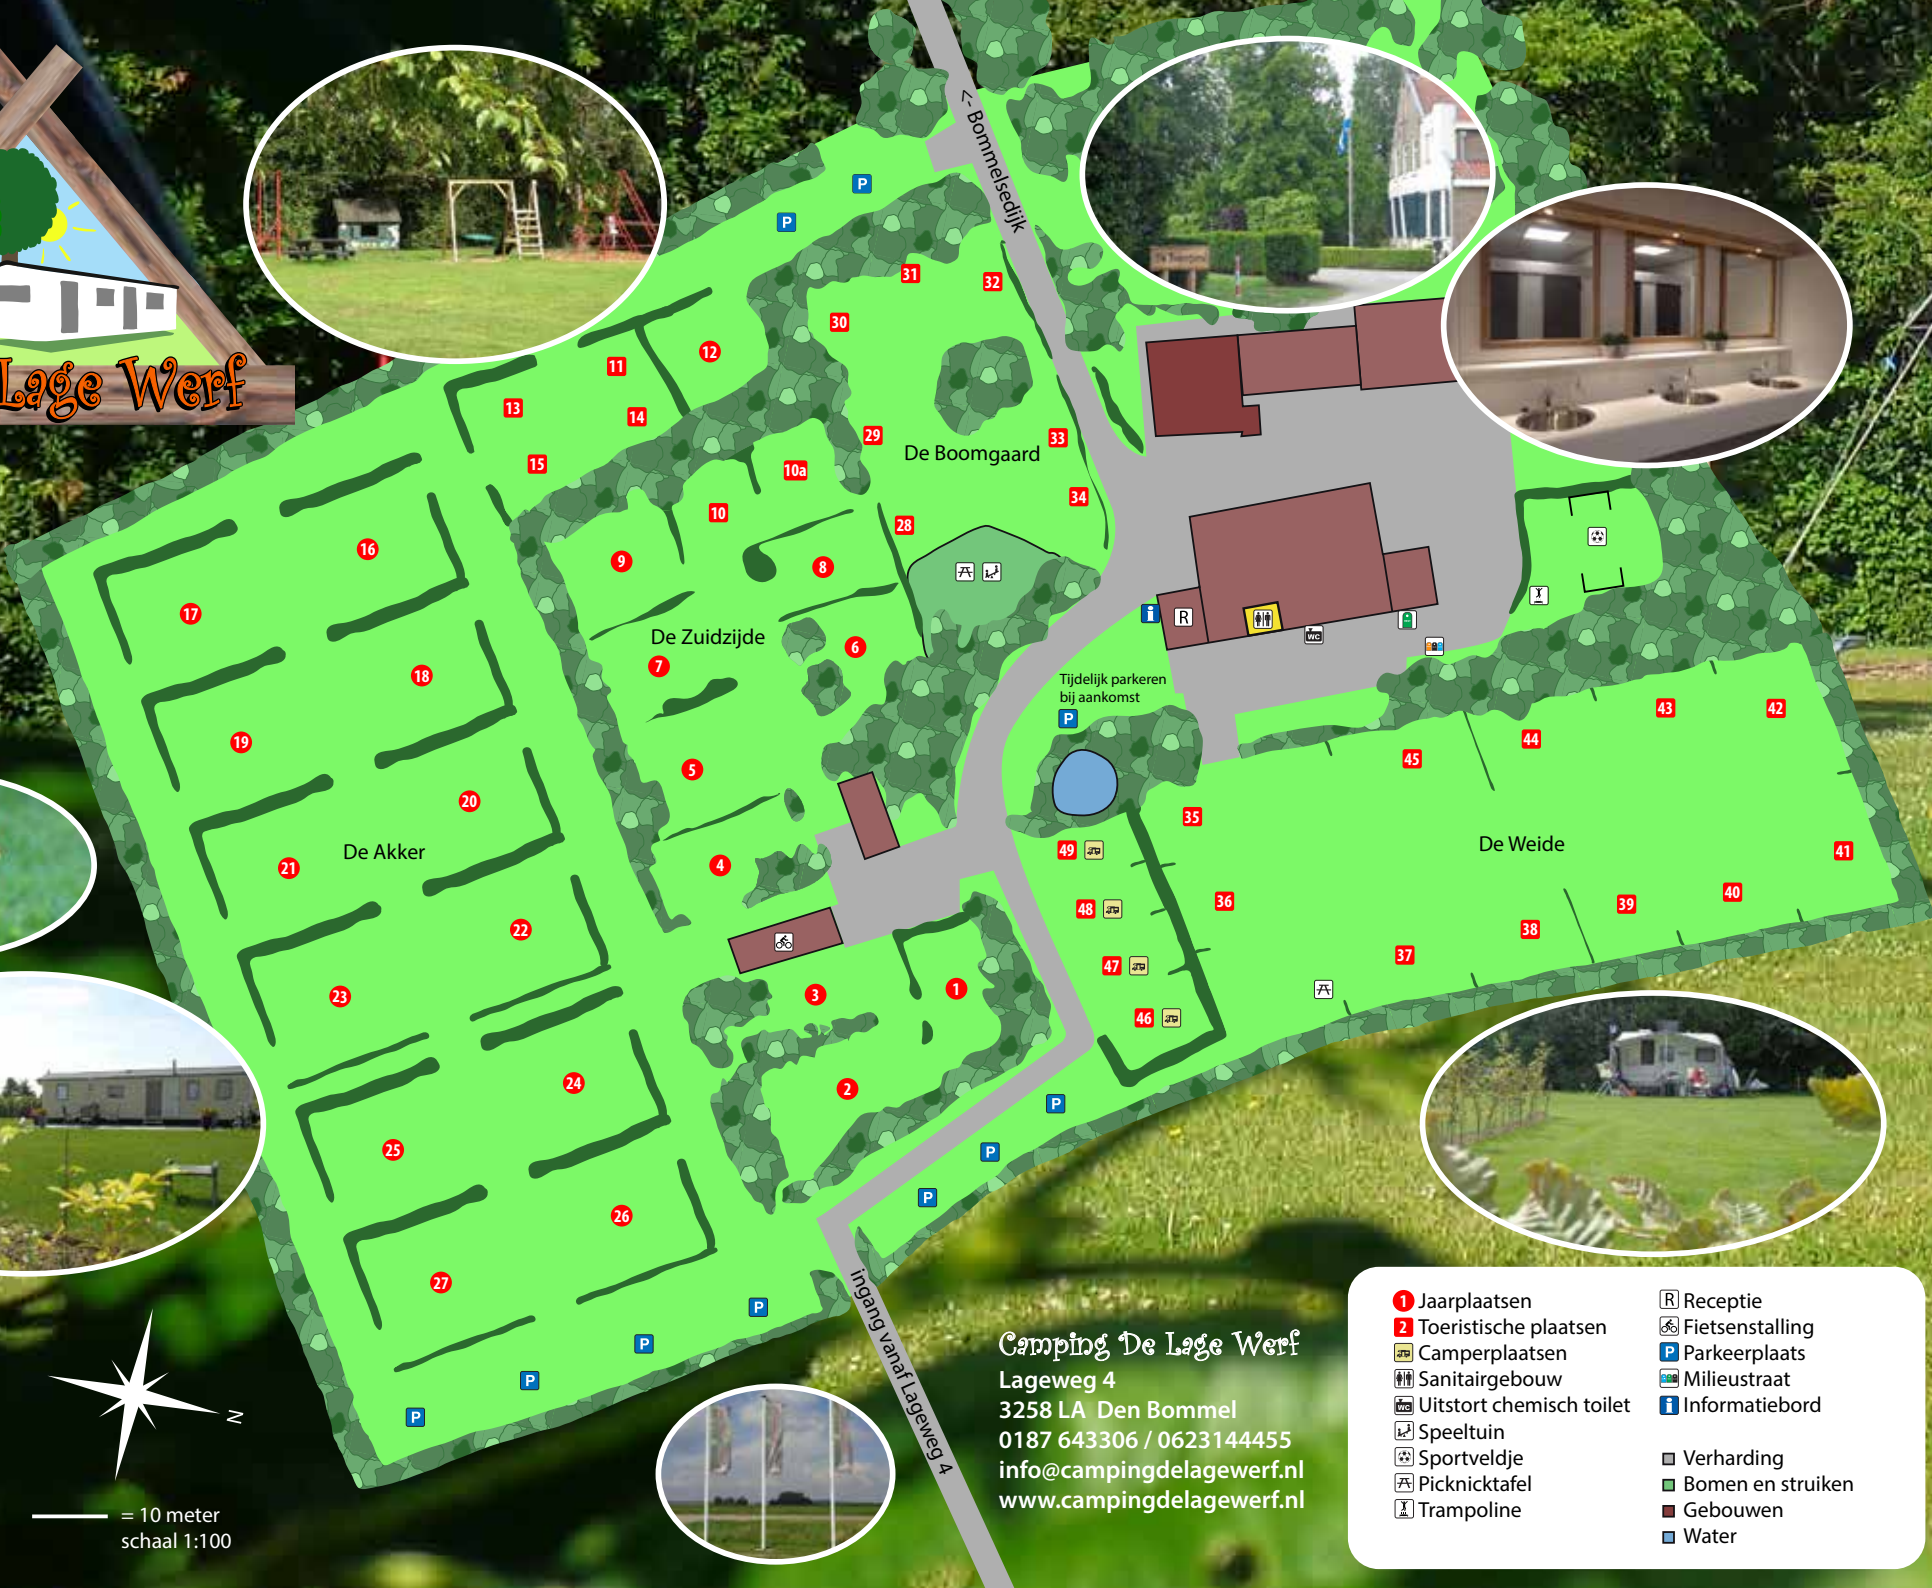 Lage Werf
<- Bommelsedijk
P
P
31
32
30
11
12
13
14
15
29
De Boomgaard
33
10a
34
10
28
16
9
8
17
De Zuidzijde
6
7
18
i
R
WC
Tijdelijk parkeren
bij aankomst
P
43
42
44
45
19
5
20
35
De Akker
De Weide
21
4
49
41
48
36
40
39
22
38
47
37
23
3
1
46
24
2
P
25
P
P
26
27
P
P
P
P
ingang vanaf Lageweg 4
N
= 10 meter
schaal 1:100
Camping De Lage Werf
Lageweg 4
3258 LA Den Bommel
0187 643306 / 0623144455
info@campingdelagewerf.nl
www.campingdelagewerf.nl
1 Jaarplaatsen
2 Toeristische plaatsen
Camperplaatsen
Sanitairgebouw
WC Uitstort chemisch toilet
Speeltuin
Sportveldje
Picknicktafel
Trampoline
R Receptie
Fietsenstalling
P Parkeerplaats
Milieustraat
i Informatiebord
Verharding
Bomen en struiken
Gebouwen
Water